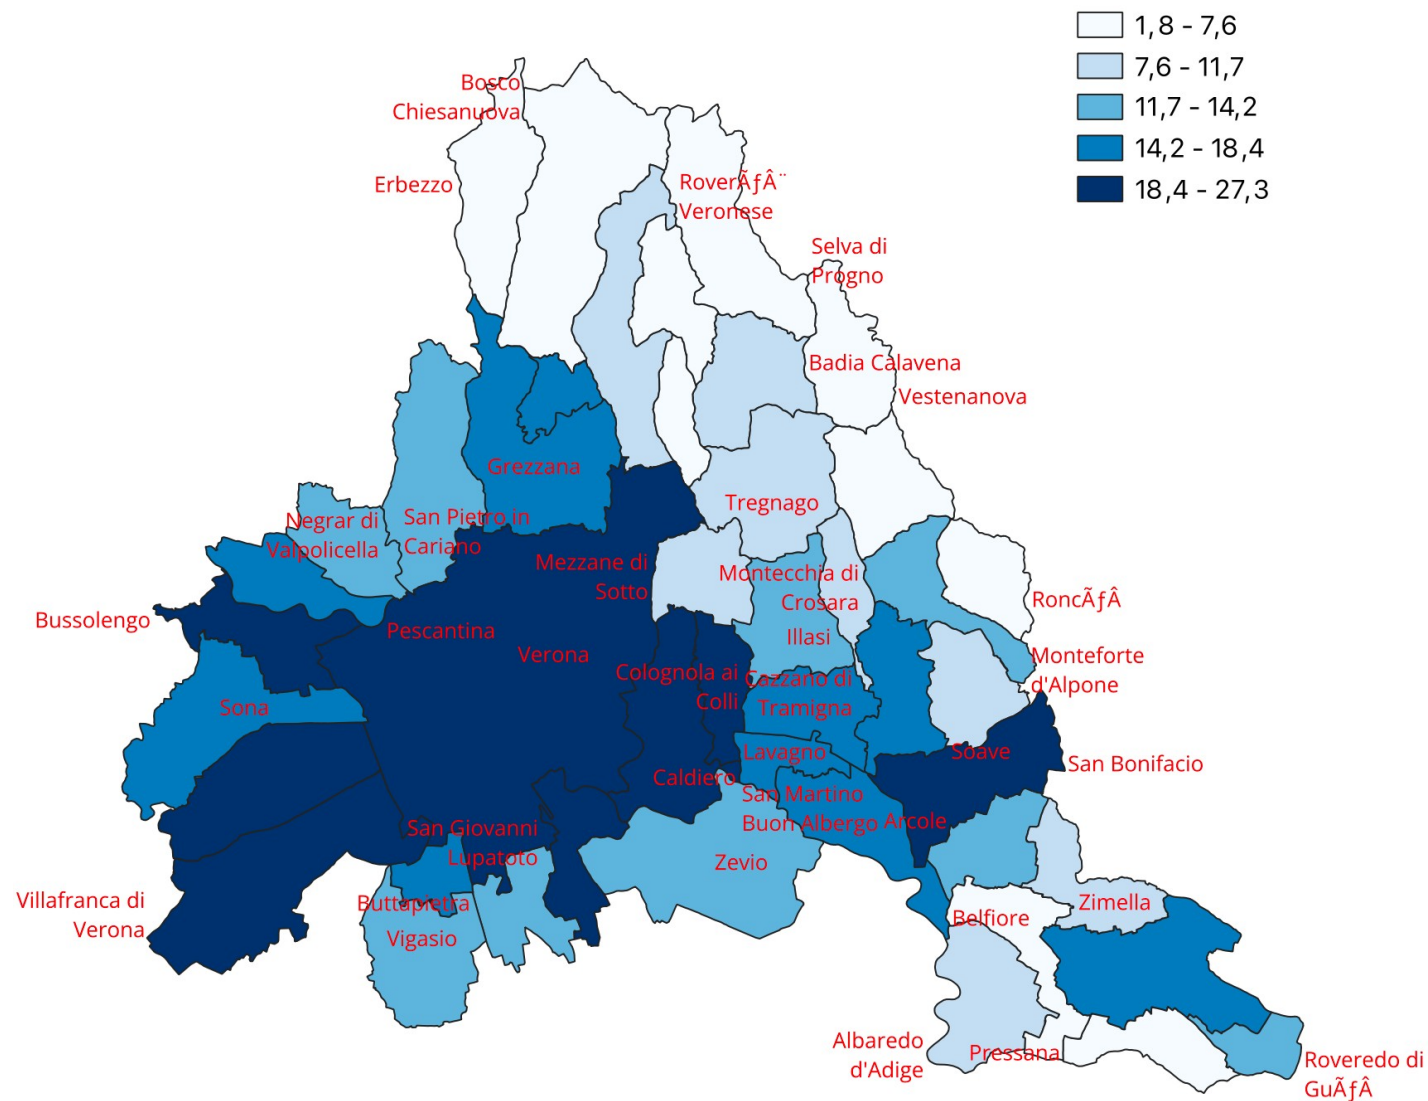 1,8 - 7,6
7,6 - 11,7
11,7 - 14,2
14,2 - 18,4
18,4 - 27,3
Bosco
Chiesanuova
Erbezzo
RoverÃƒÂ¨
Veronese
Selva di
Progno
Badia Calavena
Vestenanova
Grezzana
Tregnago
Negrar di
Valpolicella
San Pietro in
Cariano
Mezzane di
Sotto
Montecchia di
Crosara
RoncÃƒÂ
Bussolengo
Pescantina
Verona
Illasi
Monteforte
d'Alpone
Colognola ai
Colli
Cazzano di
Tramigna
Sona
Lavagno
Soave
San Bonifacio
Caldiero
San Martino
Buon Albergo
Arcole
San Giovanni
Lupatoto
Zevio
Villafranca di
Verona
Buttapietra
Vigasio
Belfiore
Zimella
Albaredo
d'Adige
Pressana
Roveredo di
GuÃƒÂ